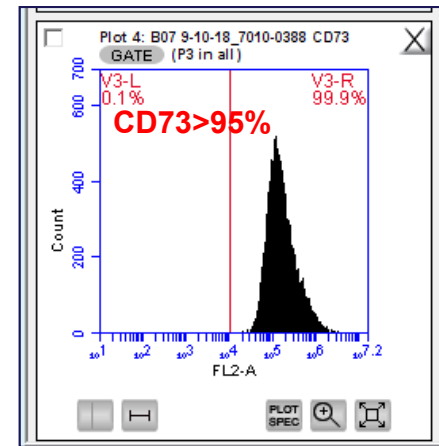 Plot 4: B07 9-10-18_7010-0388 CD73
GATE (P3 in all)
V3-L
0.1%
V3-R
99.9%
CD73>95%
700
600
400
200
0
Count
10^1 10^2 10^3 10^4 10^5 10^6 10^7.2
FL2-A
PLOT
SPEC